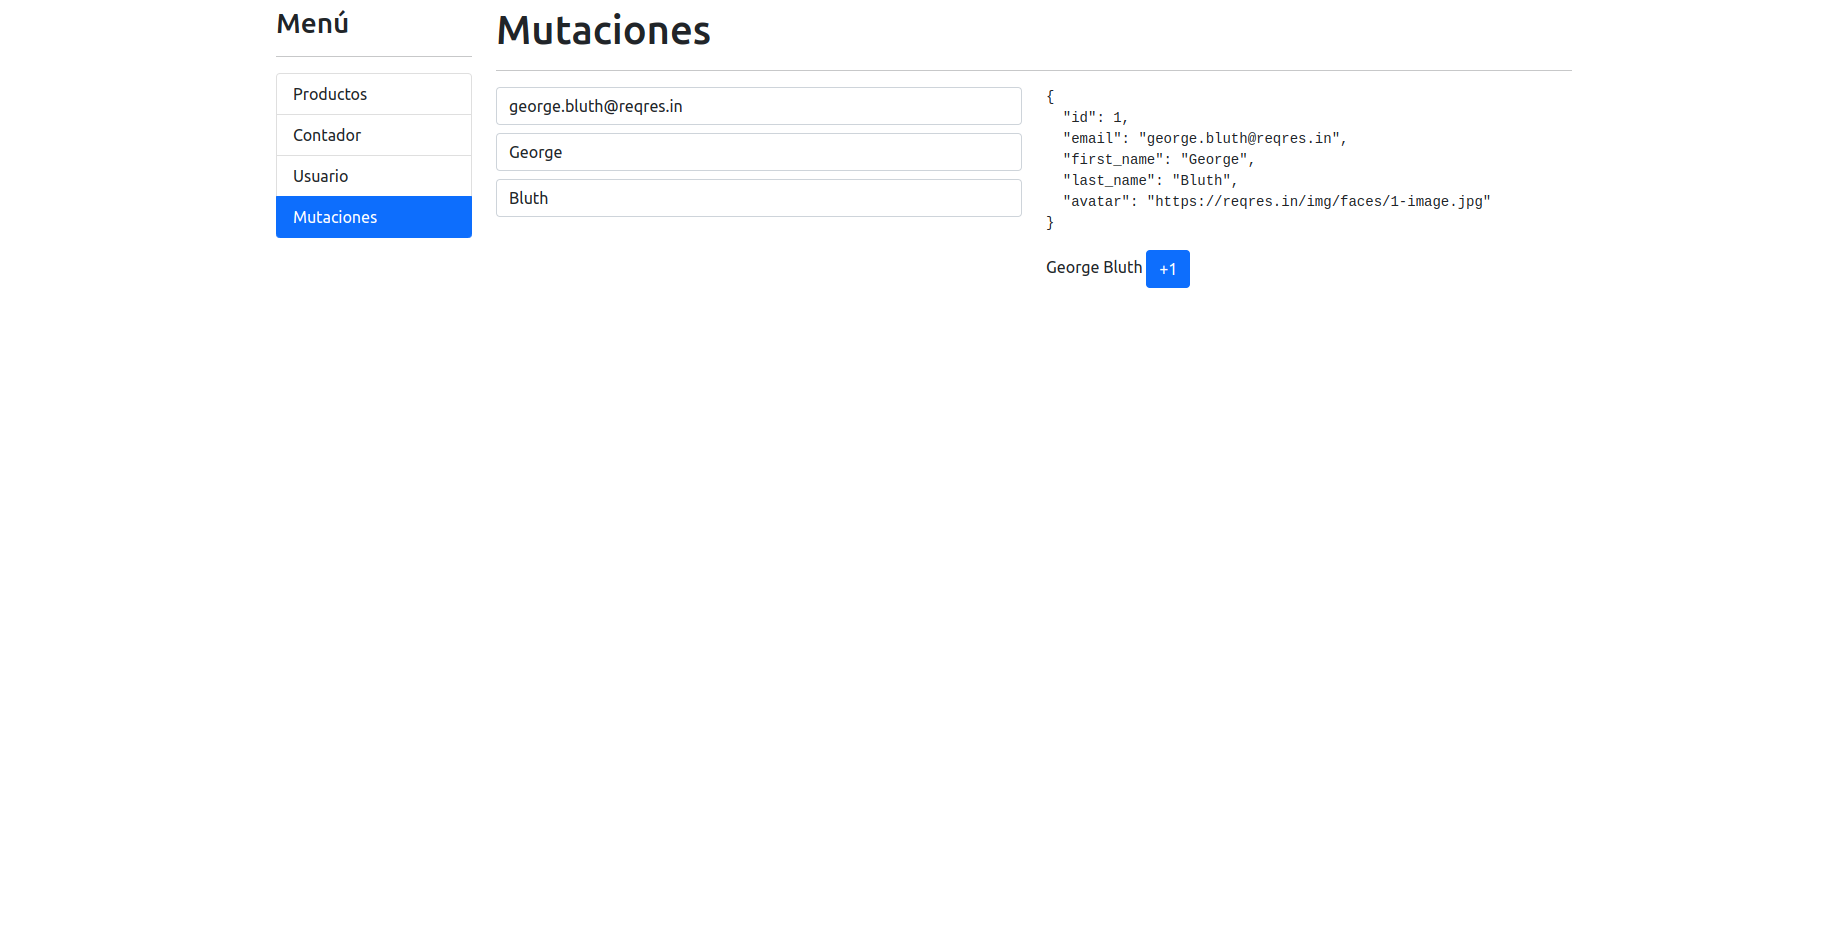 Menú
Productos
Contador
Usuario
Mutaciones
Mutaciones
george.bluth@reqres.in
George
Bluth
{
  "id": 1,
  "email": "george.bluth@reqres.in",
  "first_name": "George",
  "last_name": "Bluth",
  "avatar": "https://reqres.in/img/faces/1-image.jpg"
}
George Bluth +1